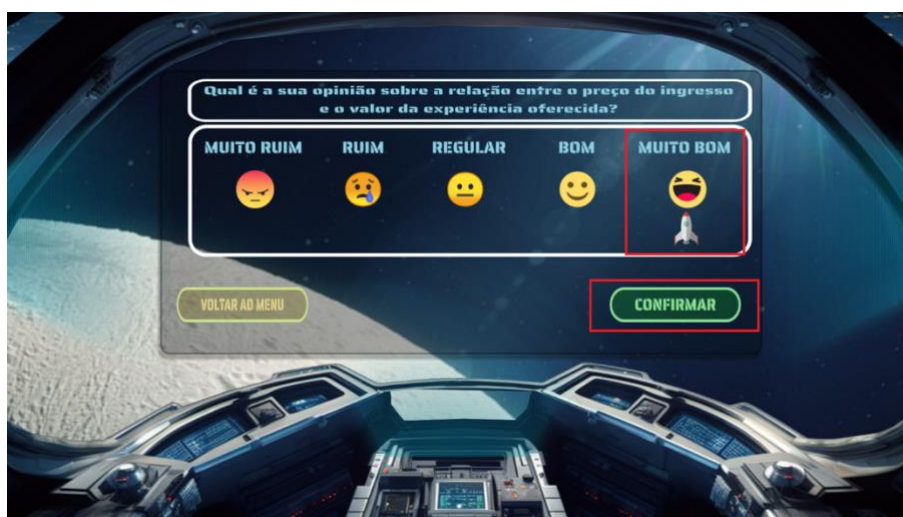 Qual é a sua opinião sobre a relação entre o preço do ingresso
e o valor da experiência oferecida?
MUITO RUIM RUIM REGULAR BOM MUITO BOM
VOLTAR AO MENU CONFIRMAR